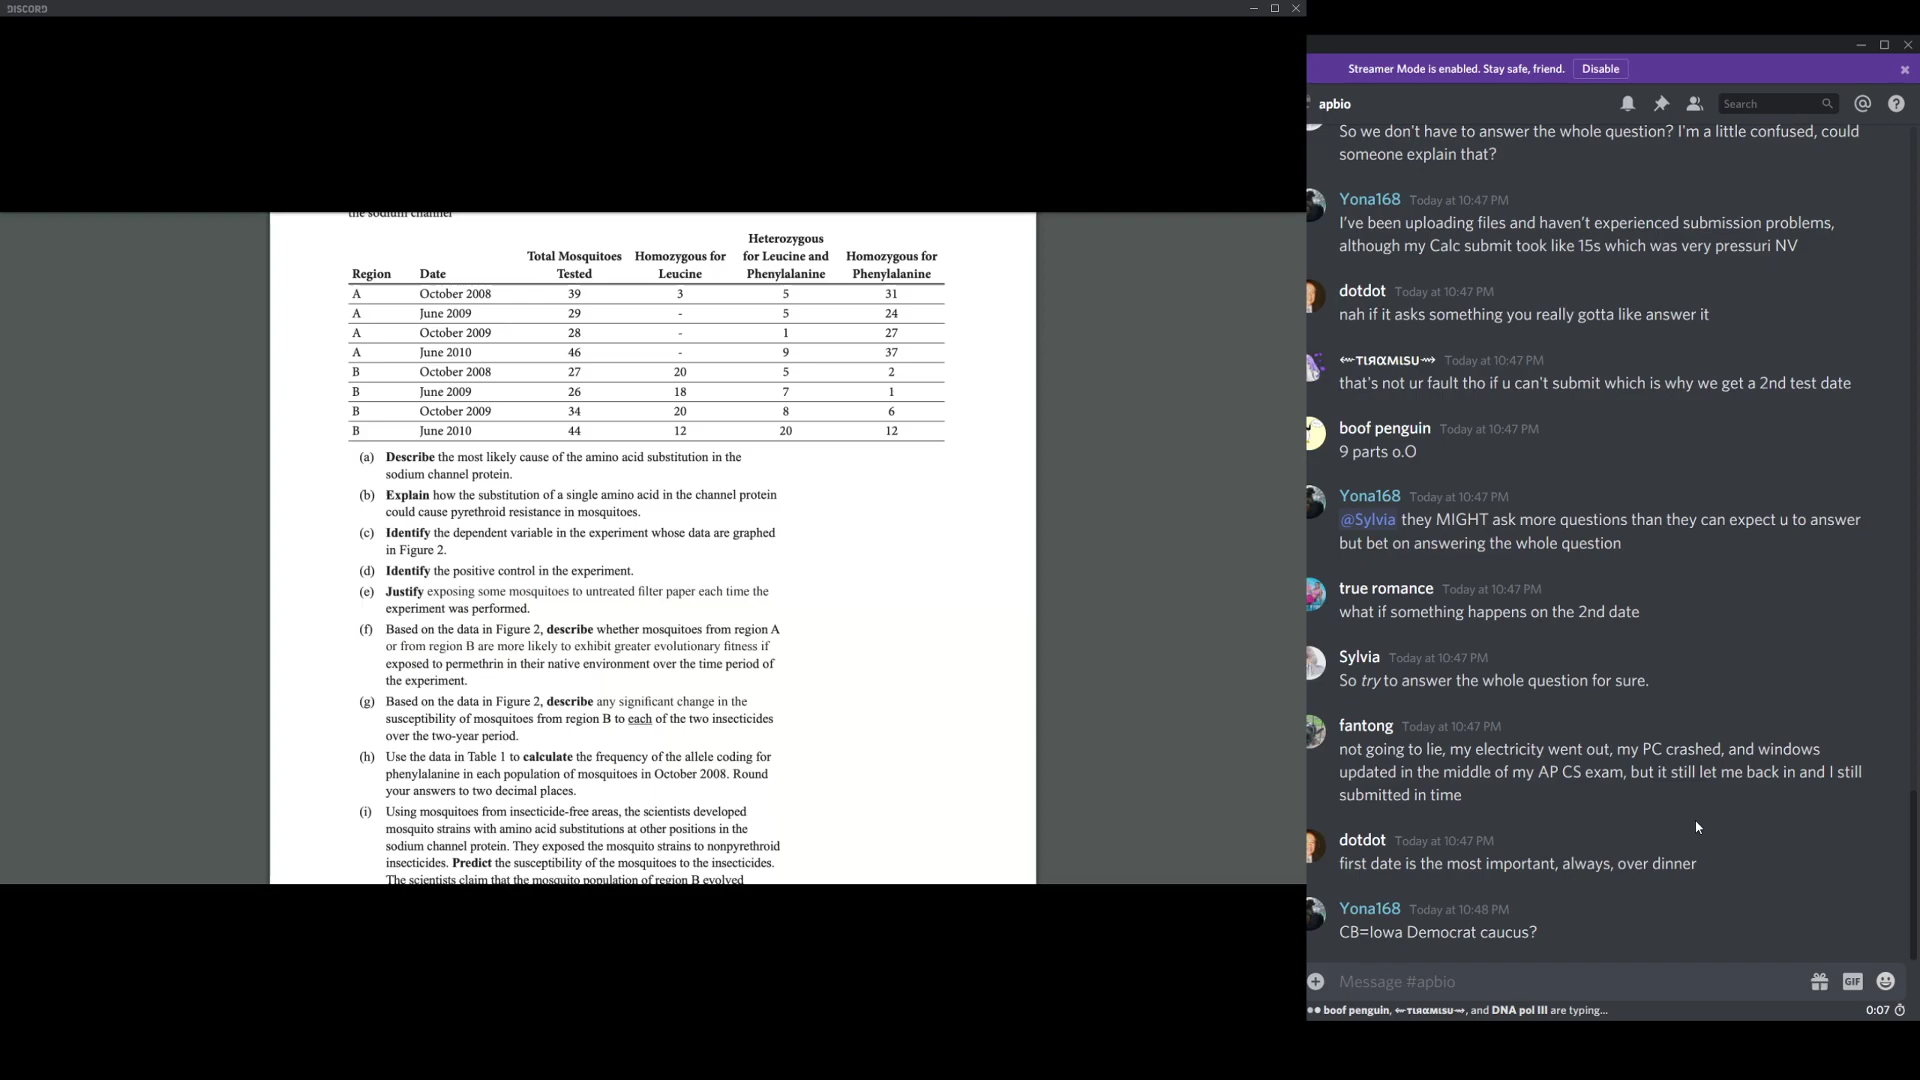 DISCORD
the sodium channel
Heterozygous
Total Mosquitoes Homozygous for for Leucine and Homozygous for
Region Date Tested Leucine Phenylalanine Phenylalanine
A October 2008 39 3 5 31
A June 2009 29 - 5 24
A October 2009 28 - 1 27
A June 2010 46 - 9 37
B October 2008 27 20 5 2
B June 2009 26 18 7 1
B October 2009 34 20 8 6
B June 2010 44 12 20 12
(a) Describe the most likely cause of the amino acid substitution in the
sodium channel protein.
(b) Explain how the substitution of a single amino acid in the channel protein
could cause pyrethroid resistance in mosquitoes.
(c) Identify the dependent variable in the experiment whose data are graphed
in Figure 2.
(d) Identify the positive control in the experiment.
(e) Justify exposing some mosquitoes to untreated filter paper each time the
experiment was performed.
(f) Based on the data in Figure 2, describe whether mosquitoes from region A
or from region B are more likely to exhibit greater evolutionary fitness if
exposed to permethrin in their native environment over the time period of
the experiment.
(g) Based on the data in Figure 2, describe any significant change in the
susceptibility of mosquitoes from region B to each of the two insecticides
over the two-year period.
(h) Use the data in Table 1 to calculate the frequency of the allele coding for
phenylalanine in each population of mosquitoes in October 2008. Round
your answers to two decimal places.
(i) Using mosquitoes from insecticide-free areas, the scientists developed
mosquito strains with amino acid substitutions at other positions in the
sodium channel protein. They exposed the mosquito strains to nonpyrethroid
insecticides. Predict the susceptibility of the mosquitoes to the insecticides.
The scientists claim that the mosquito population of region B evolved
Streamer Mode is enabled. Stay safe, friend. Disable
apbio Search
So we don't have to answer the whole question? I'm a little confused, could
someone explain that?
Yona168 Today at 10:47 PM
I've been uploading files and haven't experienced submission problems,
although my Calc submit took like 15s which was very pressuri NV
dotdot Today at 10:47 PM
nah if it asks something you really gotta like answer it
⬳TIЯαMISU⟿ Today at 10:47 PM
that's not ur fault tho if u can't submit which is why we get a 2nd test date
boof penguin Today at 10:47 PM
9 parts o.O
Yona168 Today at 10:47 PM
@Sylvia they MIGHT ask more questions than they can expect u to answer
but bet on answering the whole question
true romance Today at 10:47 PM
what if something happens on the 2nd date
Sylvia Today at 10:47 PM
So try to answer the whole question for sure.
fantong Today at 10:47 PM
not going to lie, my electricity went out, my PC crashed, and windows
updated in the middle of my AP CS exam, but it still let me back in and I still
submitted in time
dotdot Today at 10:47 PM
first date is the most important, always, over dinner
Yona168 Today at 10:48 PM
CB=Iowa Democrat caucus?
Message #apbio GIF
boof penguin, ⬳TIЯαMISU⟿, and DNA pol III are typing... 0:07